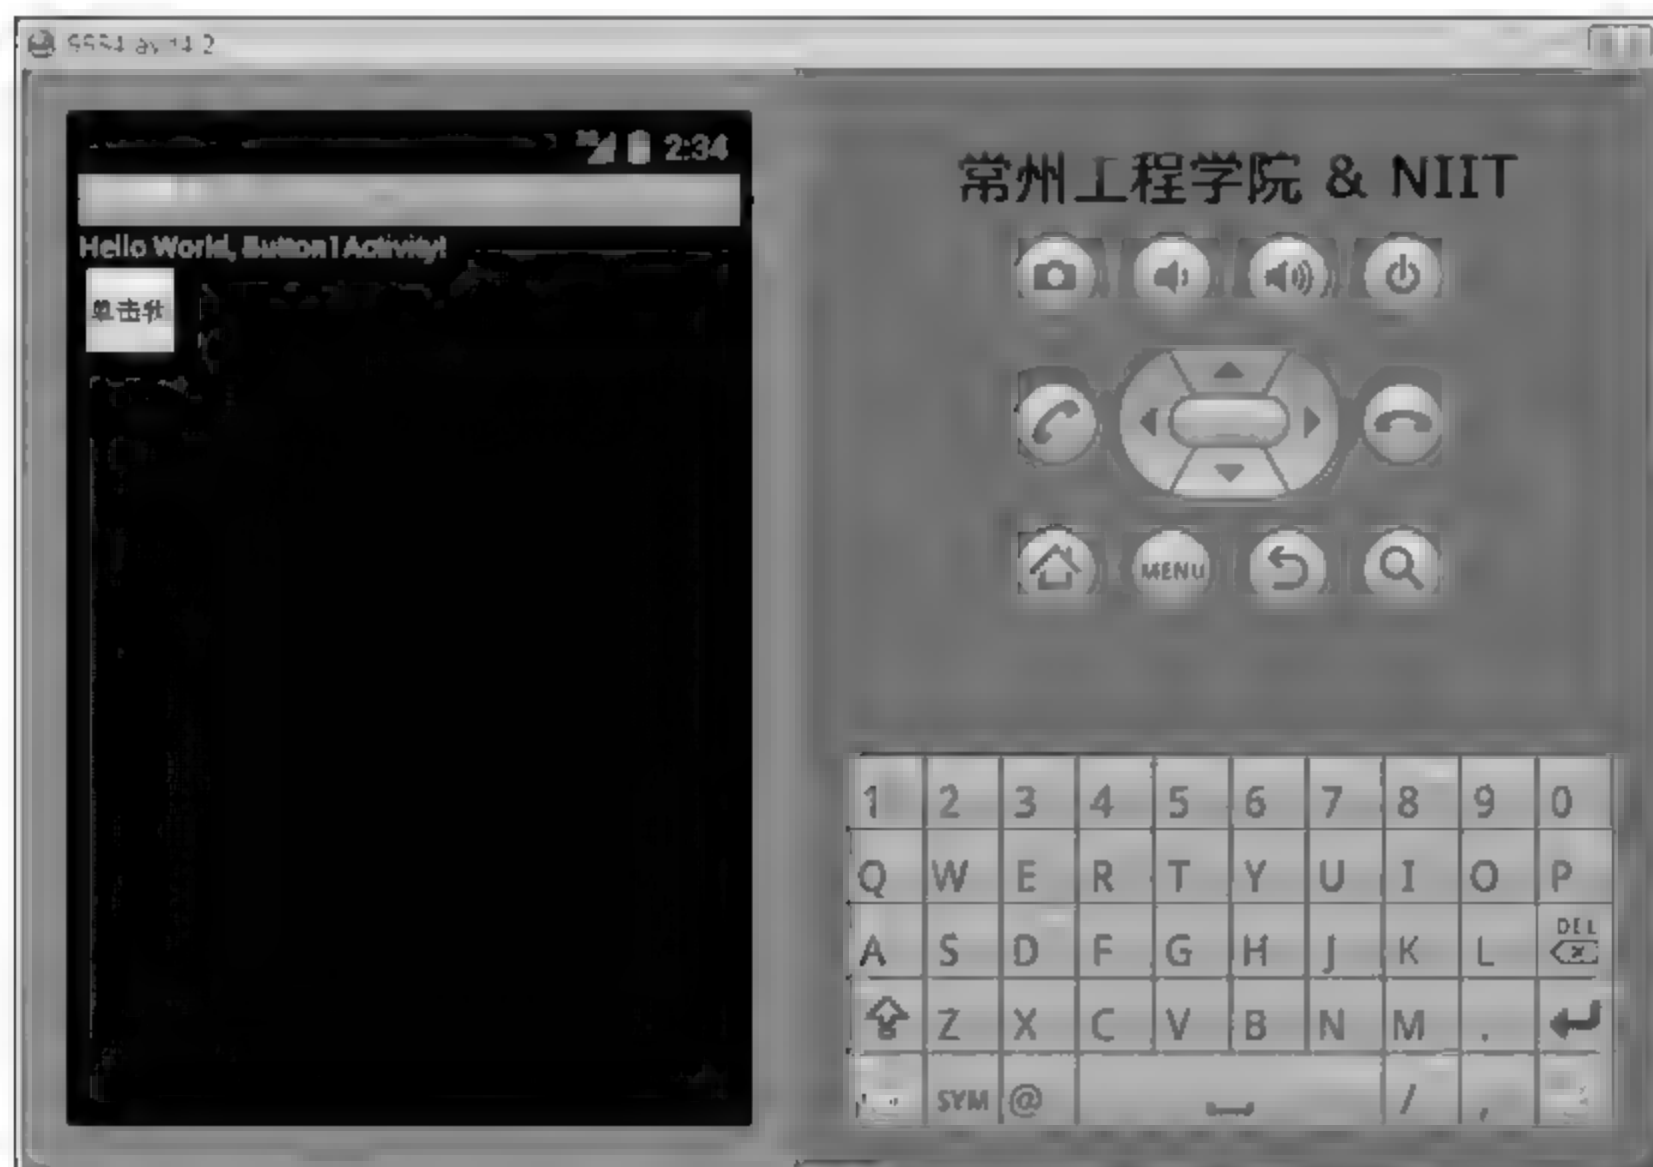 2:34
Hello World, Button1Activity!
单击我
常州工程学院 & NIIT
MENU
1 2 3 4 5 6 7 8 9 0
Q W E R T Y U I O P
A S D F G H J K L DEL
Z X C V B N M .
SYM @ / ,